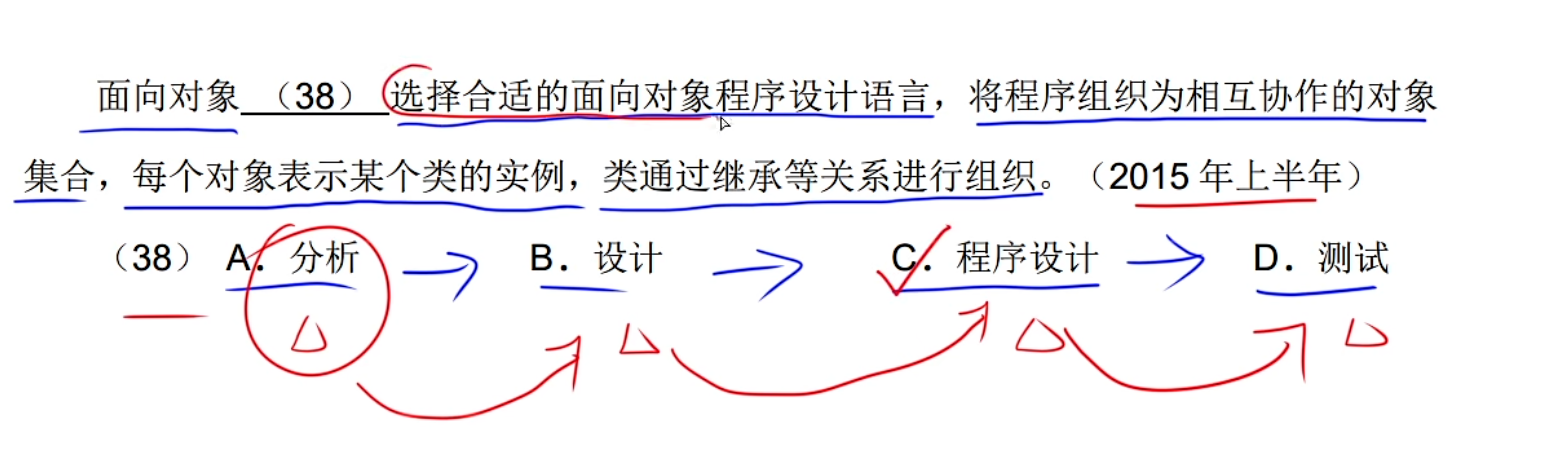 面向对象 （38） 选择合适的面向对象程序设计语言，将程序组织为相互协作的对象
集合，每个对象表示某个类的实例，类通过继承等关系进行组织。（2015 年上半年）
（38） A．分析 B．设计 C．程序设计 D．测试